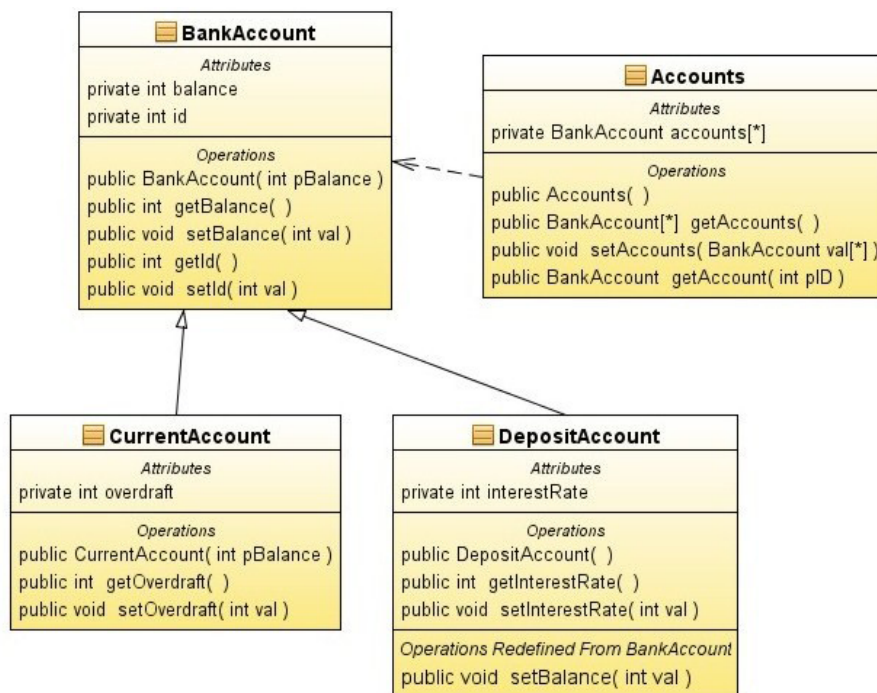 BankAccount
Attributes
private int balance
private int id
Operations
public BankAccount( int pBalance )
public int getBalance( )
public void setBalance( int val )
public int getId( )
public void setId( int val )
Accounts
Attributes
private BankAccount accounts[*]
Operations
public Accounts( )
public BankAccount[*] getAccounts( )
public void setAccounts( BankAccount val[*] )
public BankAccount getAccount( int pID )
CurrentAccount
Attributes
private int overdraft
Operations
public CurrentAccount( int pBalance )
public int getOverdraft( )
public void setOverdraft( int val )
DepositAccount
Attributes
private int interestRate
Operations
public DepositAccount( )
public int getInterestRate( )
public void setInterestRate( int val )
Operations Redefined From BankAccount
public void setBalance( int val )